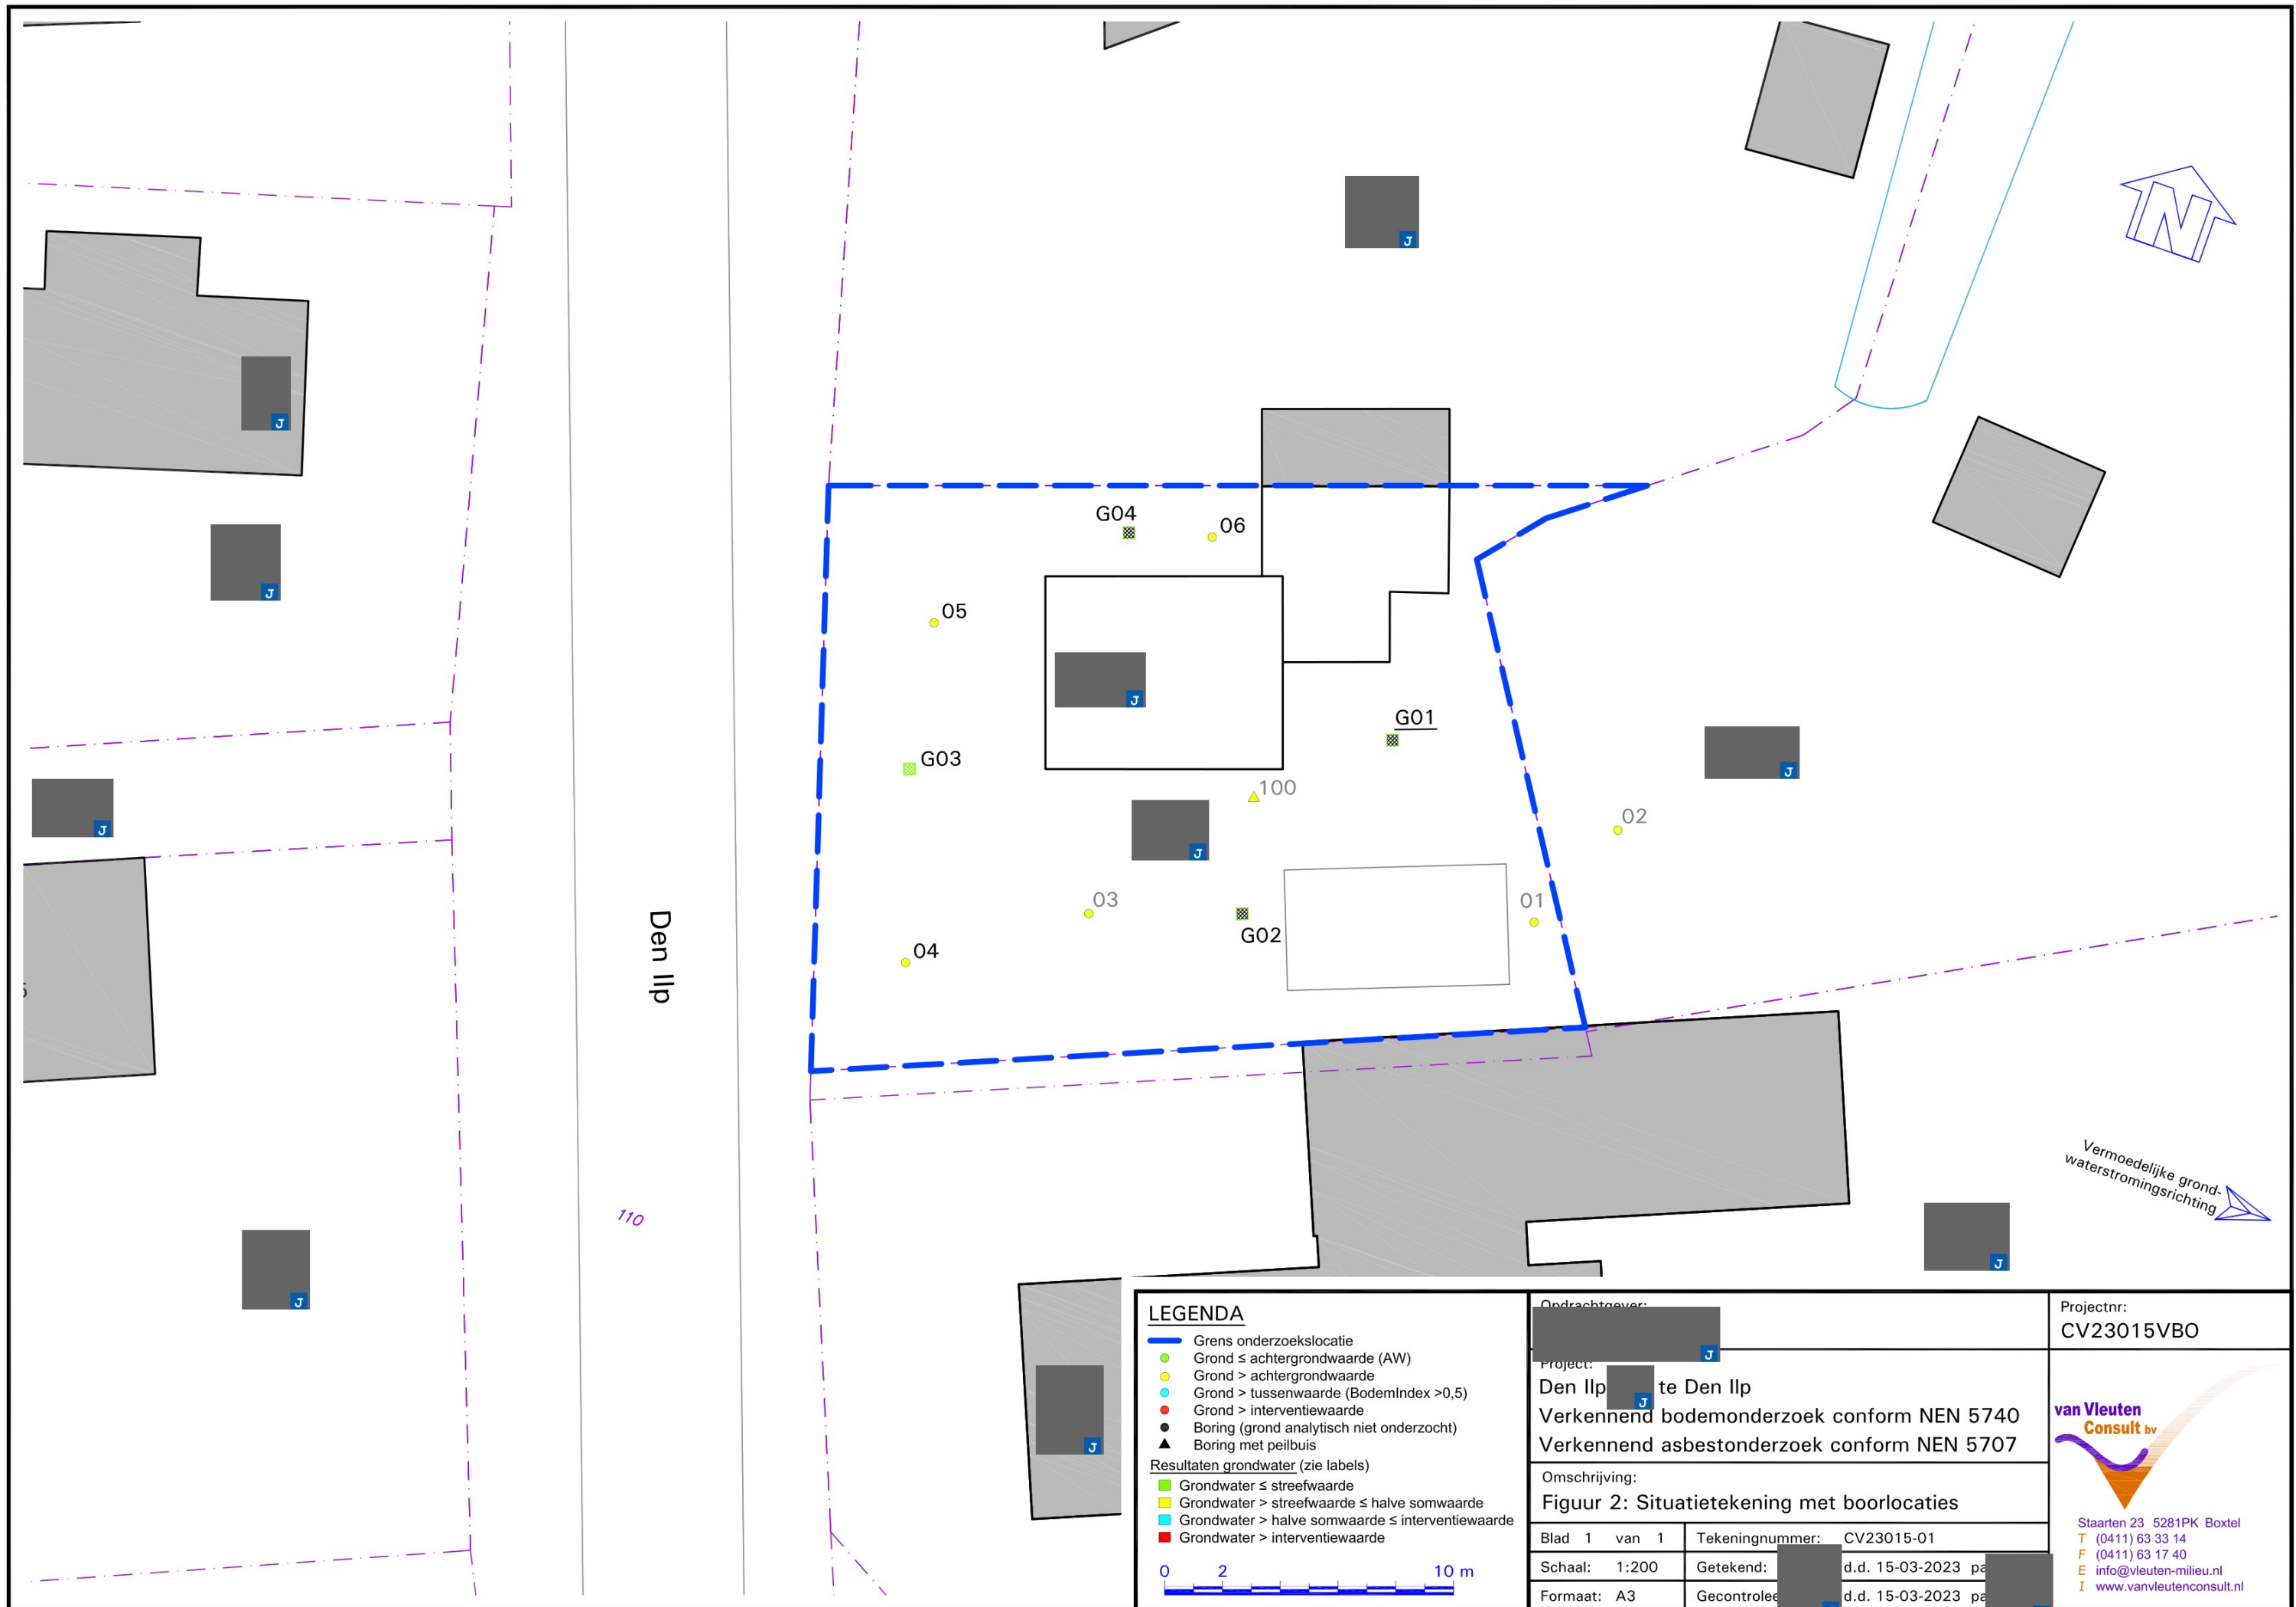 G04
06
05
G01
G03
100
02
03
01
G02
04
Den Ilp
110
Vermoedelijke grond-
waterstromingsrichting
J
J
J
J
J
J
J
J
J
J
J
LEGENDA
Grens onderzoekslocatie
Grond ≤ achtergrondwaarde (AW)
Grond > achtergrondwaarde
Grond > tussenwaarde (BodemIndex >0,5)
Grond > interventiewaarde
Boring (grond analytisch niet onderzocht)
Boring met peilbuis
Resultaten grondwater (zie labels)
Grondwater ≤ streefwaarde
Grondwater > streefwaarde ≤ halve somwaarde
Grondwater > halve somwaarde ≤ interventiewaarde
Grondwater > interventiewaarde
0 2 10 m
Opdrachtgever:
J
Project:
Den Ilp J te Den Ilp
Verkennend bodemonderzoek conform NEN 5740
Verkennend asbestonderzoek conform NEN 5707
Omschrijving:
Figuur 2: Situatietekening met boorlocaties
Blad 1 van 1 Tekeningnummer: CV23015-01
Schaal: 1:200 Getekend: d.d. 15-03-2023 pa
Formaat: A3 Gecontrolee d.d. 15-03-2023 pa
Projectnr:
CV23015VBO
van Vleuten
Consult bv
Staarten 23 5281PK Boxtel
T (0411) 63 33 14
F (0411) 63 17 40
E info@vleuten-milieu.nl
I www.vanvleutenconsult.nl